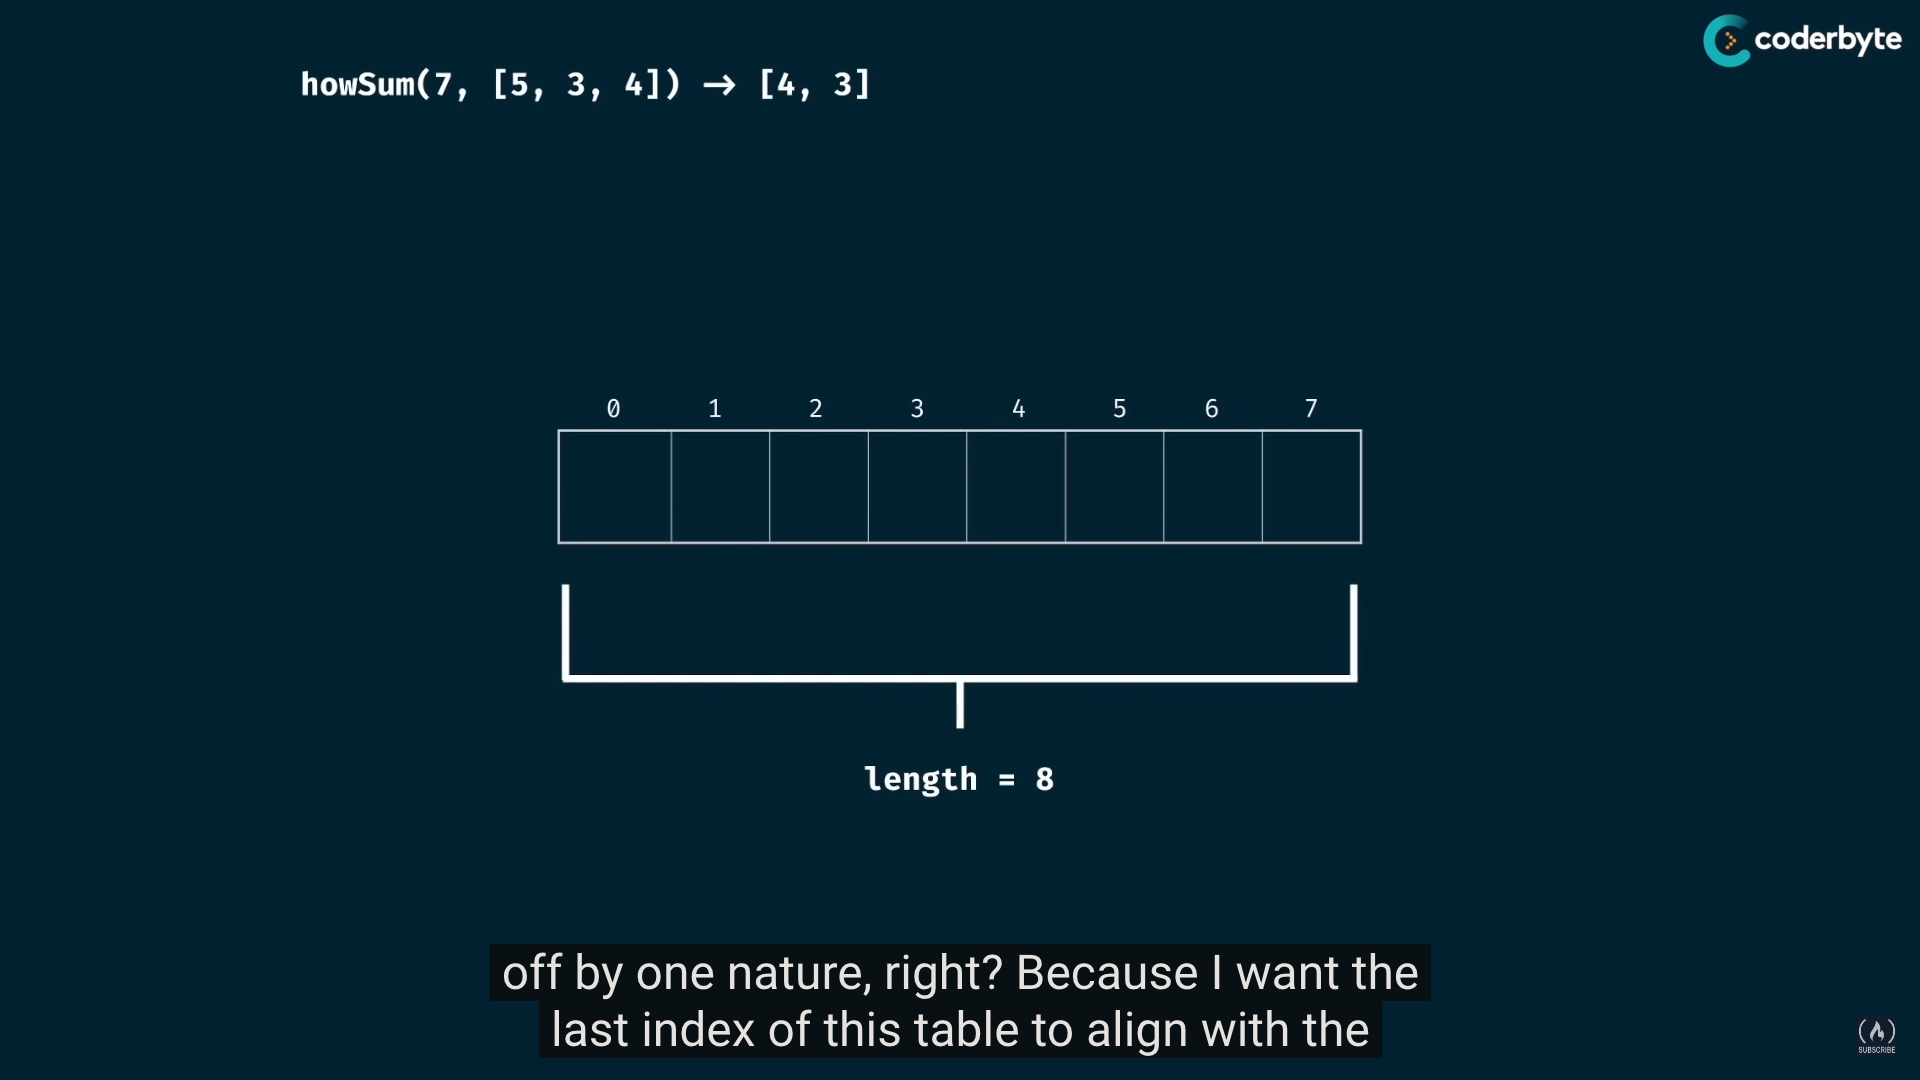 coderbyte
howSum(7, [5, 3, 4]) → [4, 3]
0 1 2 3 4 5 6 7
length = 8
off by one nature, right? Because I want the
last index of this table to align with the
SUBSCRIBE